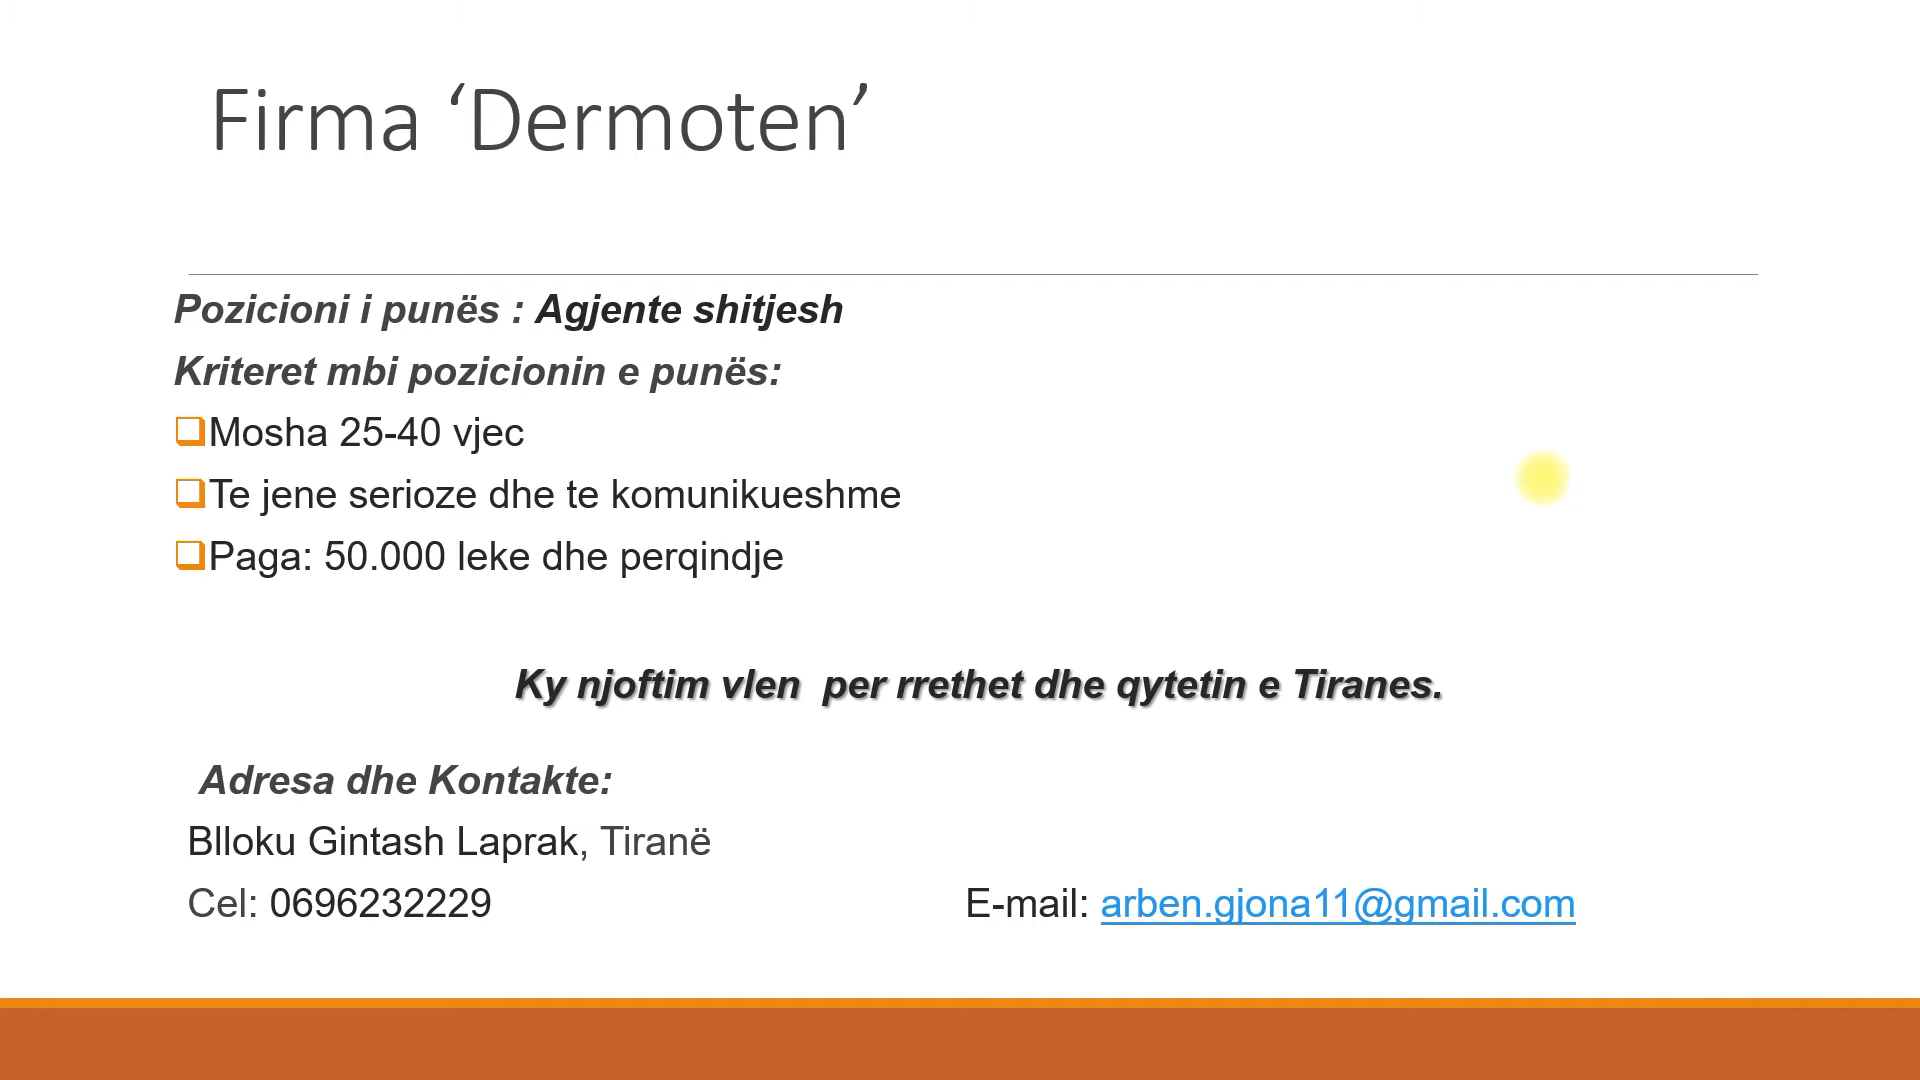 Firma ‘Dermoten’
Pozicioni i punës : Agjente shitjesh
Kriteret mbi pozicionin e punës:
Mosha 25-40 vjec
Te jene serioze dhe te komunikueshme
Paga: 50.000 leke dhe perqindje
Ky njoftim vlen  per rrethet dhe qytetin e Tiranes.
Adresa dhe Kontakte:
Blloku Gintash Laprak, Tiranë
Cel: 0696232229 E-mail: arben.gjona11@gmail.com